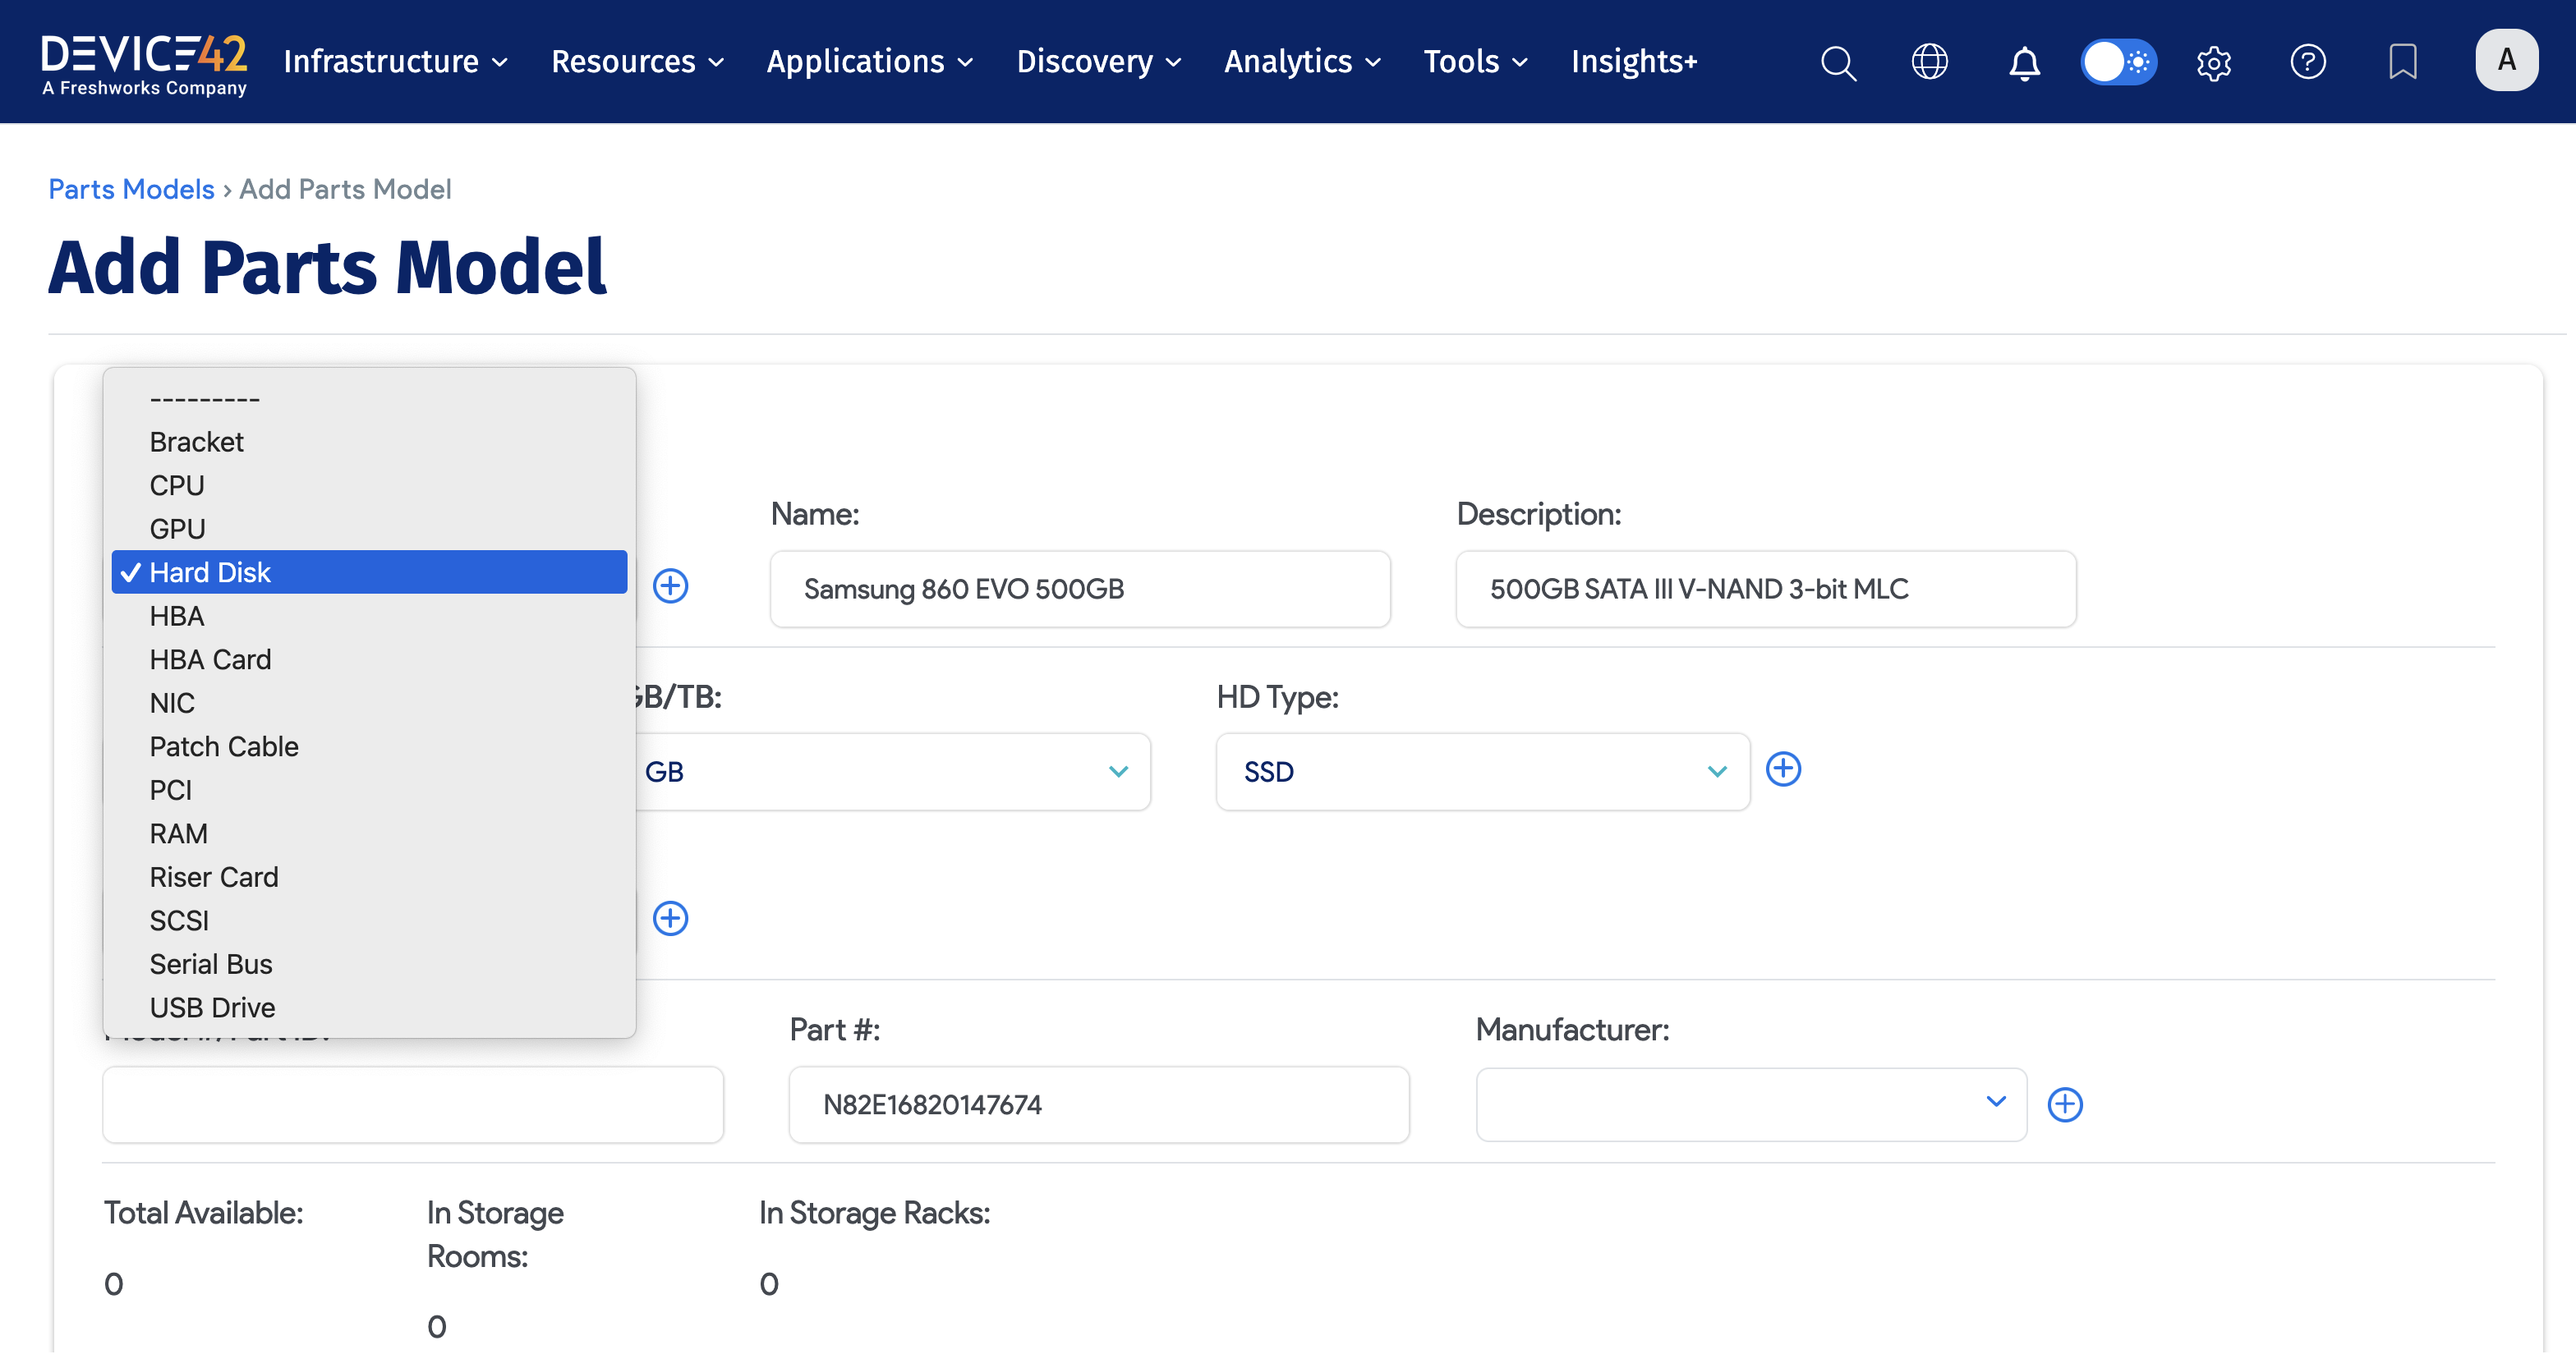 DEVICE42
A Freshworks Company
Infrastructure
Resources
Applications
Discovery
Analytics
Tools
Insights+
A
Parts Models › Add Parts Model
Add Parts Model
---------
Bracket
CPU
GPU
✓ Hard Disk
HBA
HBA Card
NIC
Patch Cable
PCI
RAM
Riser Card
SCSI
Serial Bus
USB Drive
Name:
Description:
Samsung 860 EVO 500GB
500GB SATA III V-NAND 3-bit MLC
GB/TB:
HD Type:
GB
SSD
Part #:
Manufacturer:
N82E16820147674
Total Available:
In Storage
Rooms:
In Storage Racks:
0
0
0